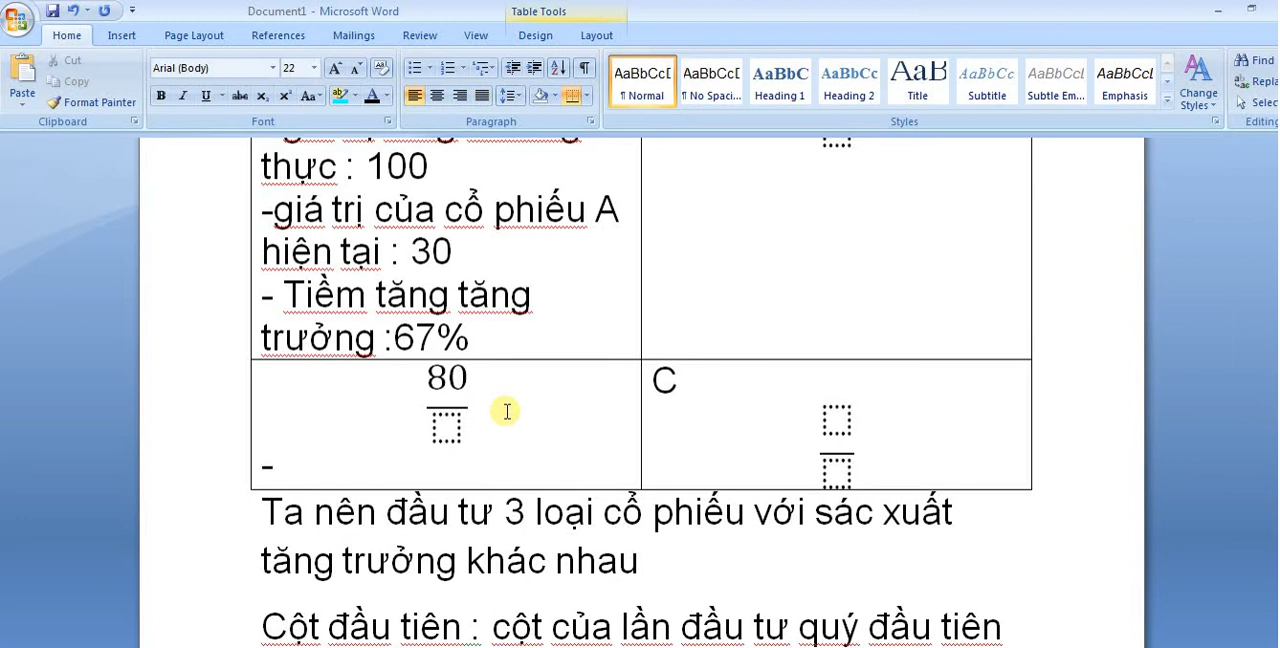 Document1 - Microsoft Word
Table Tools
Home
Insert
Page Layout
References
Mailings
Review
View
Design
Layout
Paste
Cut
Copy
Format Painter
Clipboard
Arial (Body)
22
Font
Paragraph
AaBbCcD
¶ Normal
AaBbCcD
¶ No Spaci...
AaBbC
Heading 1
AaBbCc
Heading 2
AaB
Title
AaBbCc
Subtitle
AaBbCcD
Subtle Em...
AaBbCcD
Emphasis
Change
Styles
Styles
Find
Repla
Selec
Editing
thực : 100
-giá trị của cổ phiếu A
hiện tại : 30
- Tiềm tăng tăng
trưởng :67%
80
-
C
Ta nên đầu tư 3 loại cổ phiếu với sác xuất
tăng trưởng khác nhau
Cột đầu tiên : cột của lần đầu tư quý đầu tiên